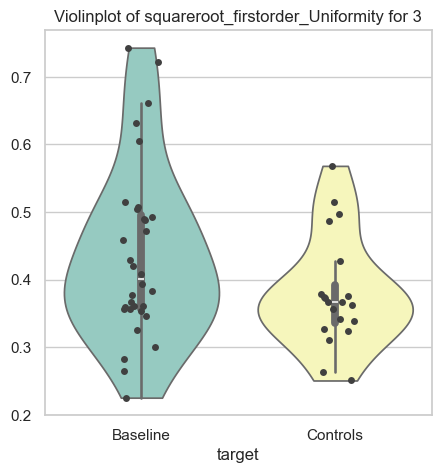 Violinplot of squareroot_firstorder_Uniformity for 3
0.7
0.6
0.5
0.4
0.3
0.2
Baseline
Controls
target